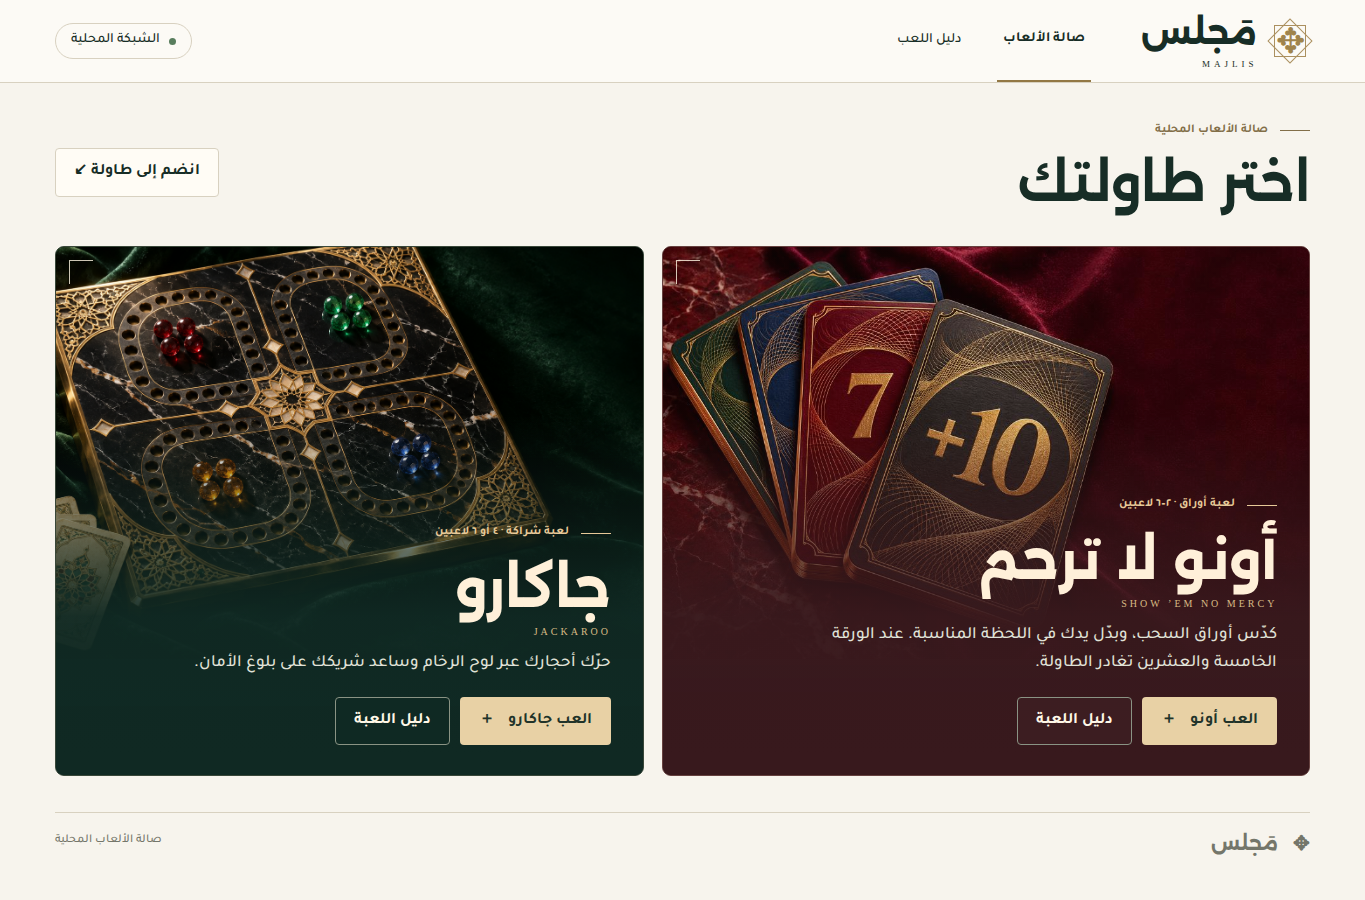 مَجلس
MAJLIS
صالة الألعاب
دليل اللعب
الشبكة المحلية
صالة الألعاب المحلية
اختر طاولتك
انضم إلى طاولة ↙
7
+10
لعبة أوراق · ٢-٦ لاعبين
أونو لا ترحم
SHOW 'EM NO MERCY
كدّس أوراق السحب، وبدّل يدك في اللحظة المناسبة. عند الورقة
الخامسة والعشرين تغادر الطاولة.
العب أونو +
دليل اللعبة
لعبة شراكة · ٤ أو ٦ لاعبين
جاكارو
JACKAROO
حرّك أحجارك عبر لوح الرخام وساعد شريكك على بلوغ الأمان.
العب جاكارو +
دليل اللعبة
مَجلس
صالة الألعاب المحلية